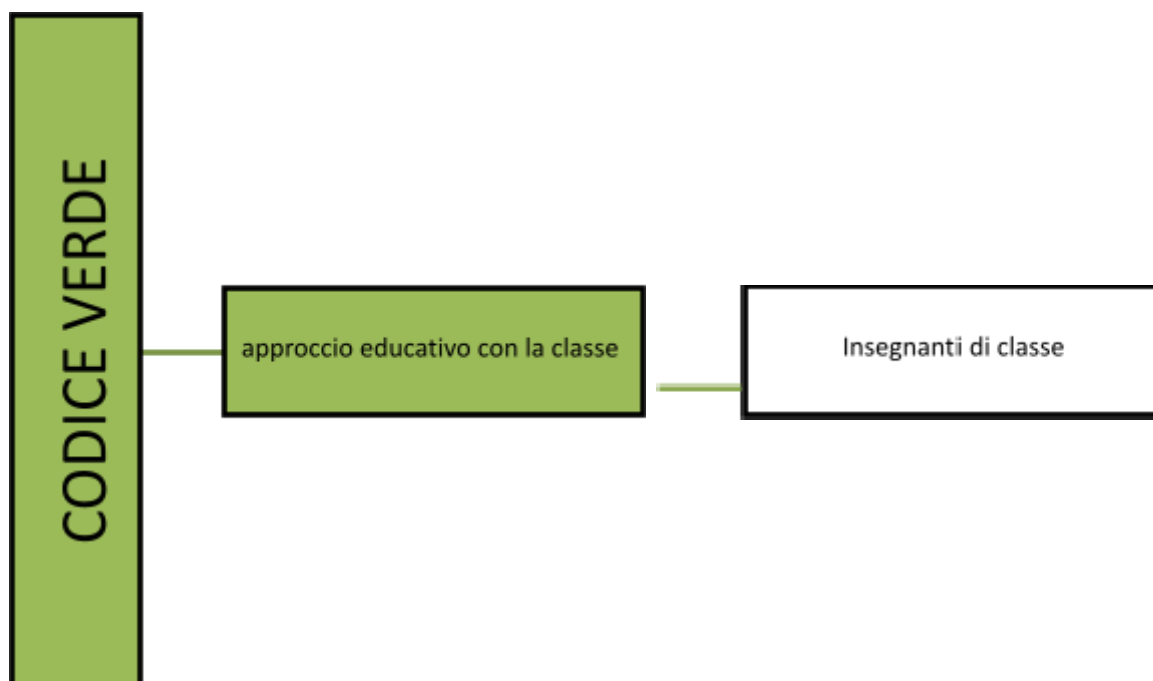 CODICE VERDE
approccio educativo con la classe
Insegnanti di classe